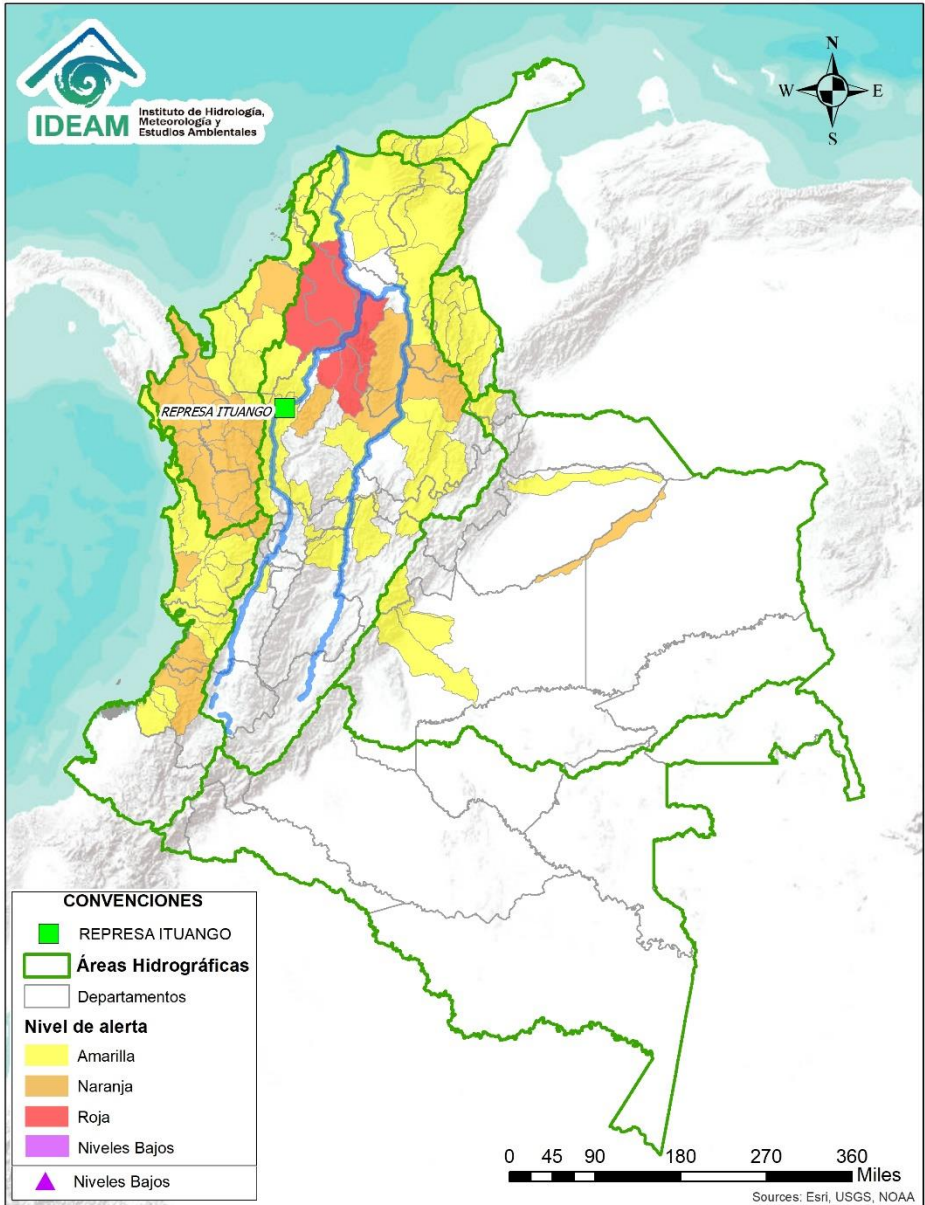 IDEAM
Instituto de Hidrología,
Meteorología y
Estudios Ambientales
N
W
E
S
REPRESA ITUANGO
CONVENCIONES
REPRESA ITUANGO
Áreas Hidrográficas
Departamentos
Nivel de alerta
Amarilla
Naranja
Roja
Niveles Bajos
Niveles Bajos
0 45 90 180 270 360
Miles
Sources: Esri, USGS, NOAA